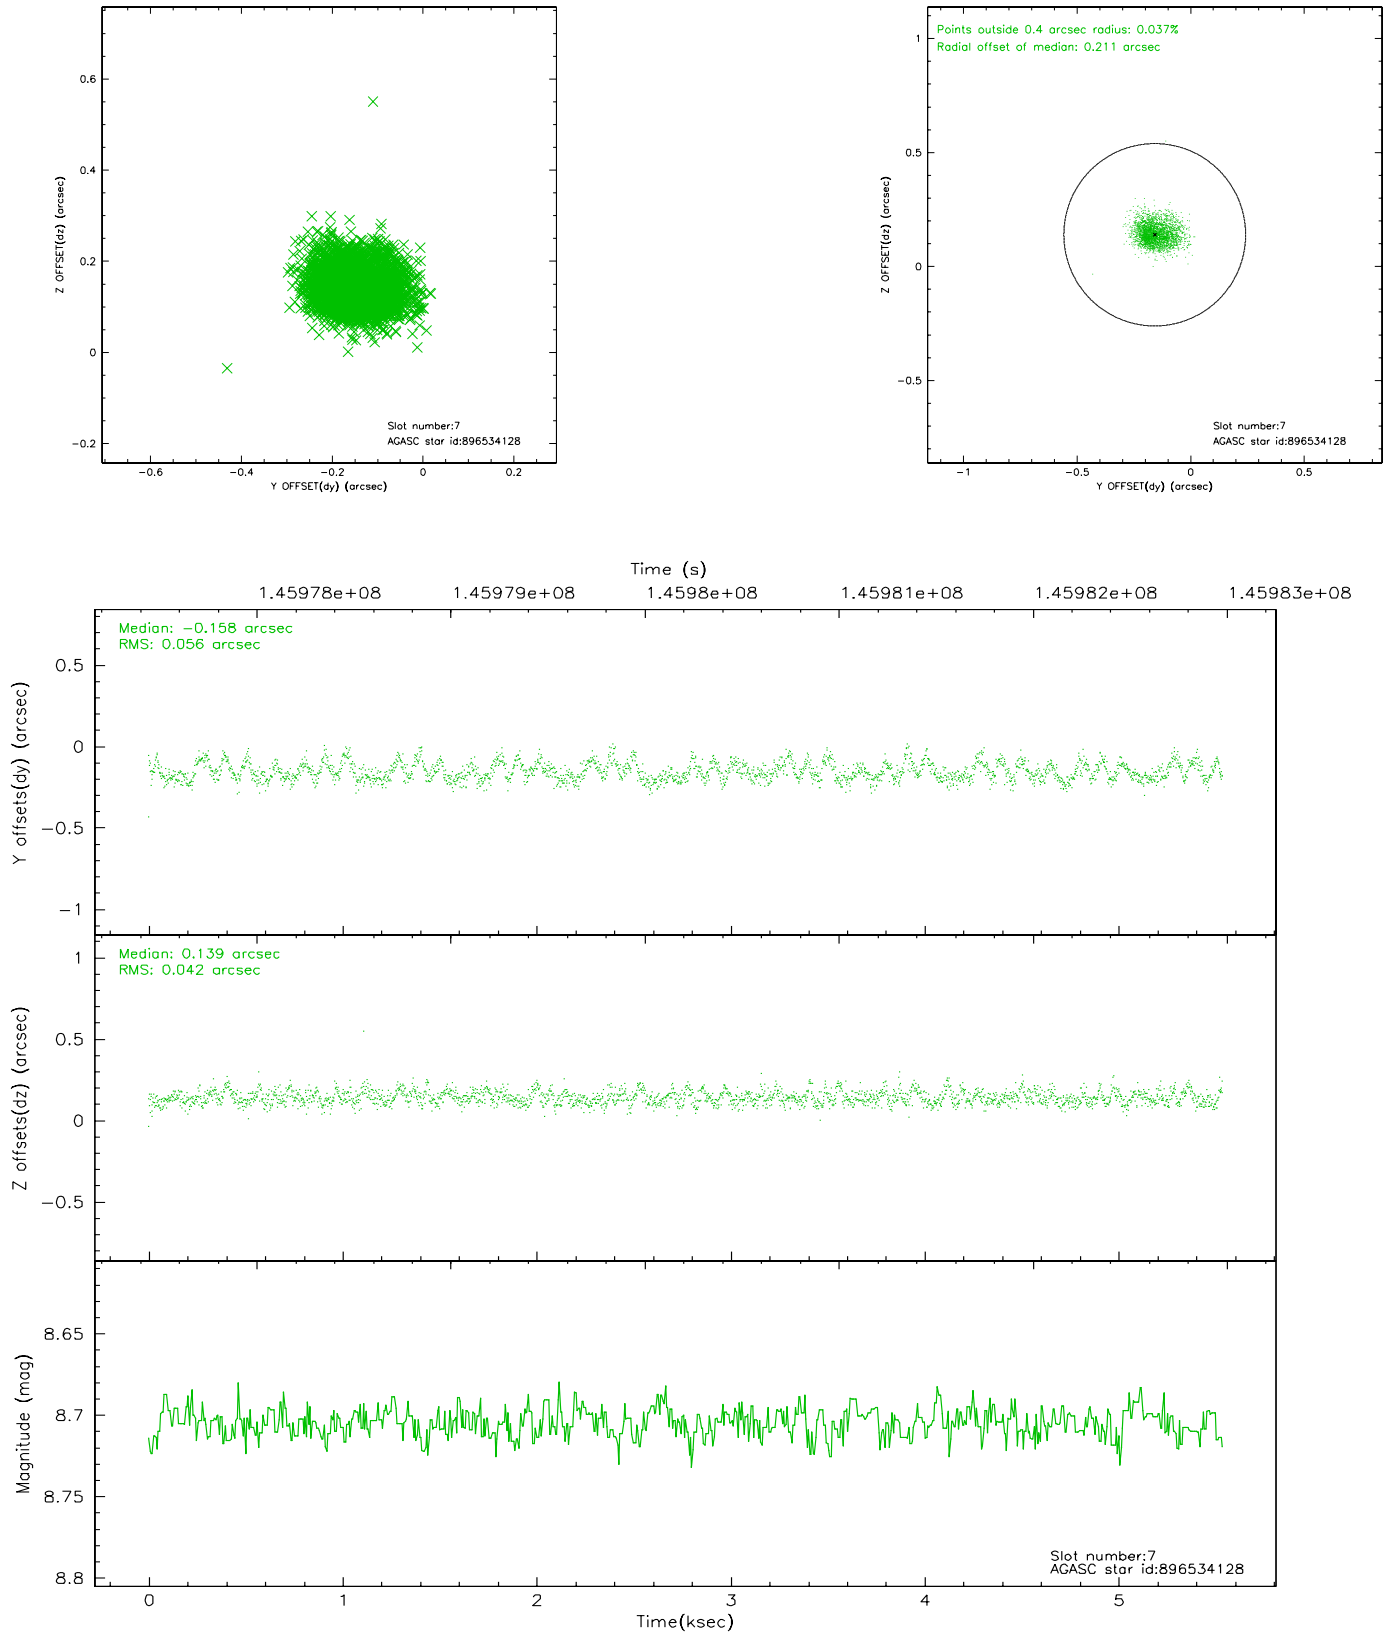 0.6
0.4
0.2
0
−0.2
Z OFFSET(dz) (arcsec)
Slot number:7
AGASC star id:896534128
−0.6 −0.4 −0.2 0 0.2
Y OFFSET(dy) (arcsec)
Points outside 0.4 arcsec radius: 0.037%
Radial offset of median: 0.211 arcsec
1
0.5
0
−0.5
Z OFFSET(dz) (arcsec)
Slot number:7
AGASC star id:896534128
−1 −0.5 0 0.5
Y OFFSET(dy) (arcsec)
Time (s)
1.45978e+08 1.45979e+08 1.4598e+08 1.45981e+08 1.45982e+08 1.45983e+08
Median: −0.158 arcsec
RMS: 0.056 arcsec
0.5
0
−0.5
−1
Y offsets(dy) (arcsec)
Median: 0.139 arcsec
RMS: 0.042 arcsec
1
0.5
0
−0.5
Z offsets(dz) (arcsec)
8.65
8.7
8.75
8.8
Magnitude (mag)
Slot number:7
AGASC star id:896534128
0 1 2 3 4 5
Time(ksec)